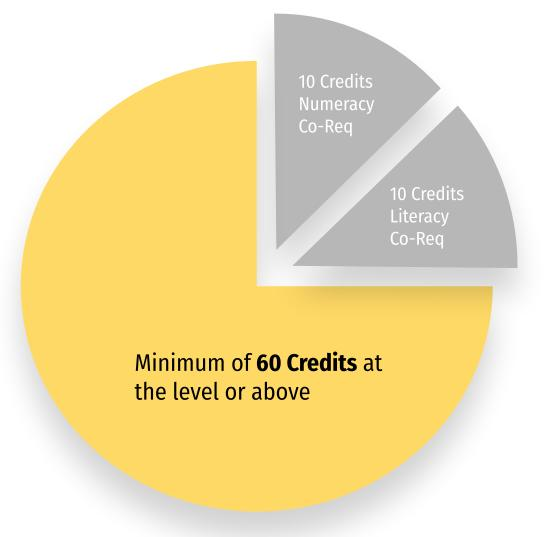 10 Credits
Numeracy
Co-Req
10 Credits
Literacy
Co-Req
Minimum of 60 Credits at
the level or above